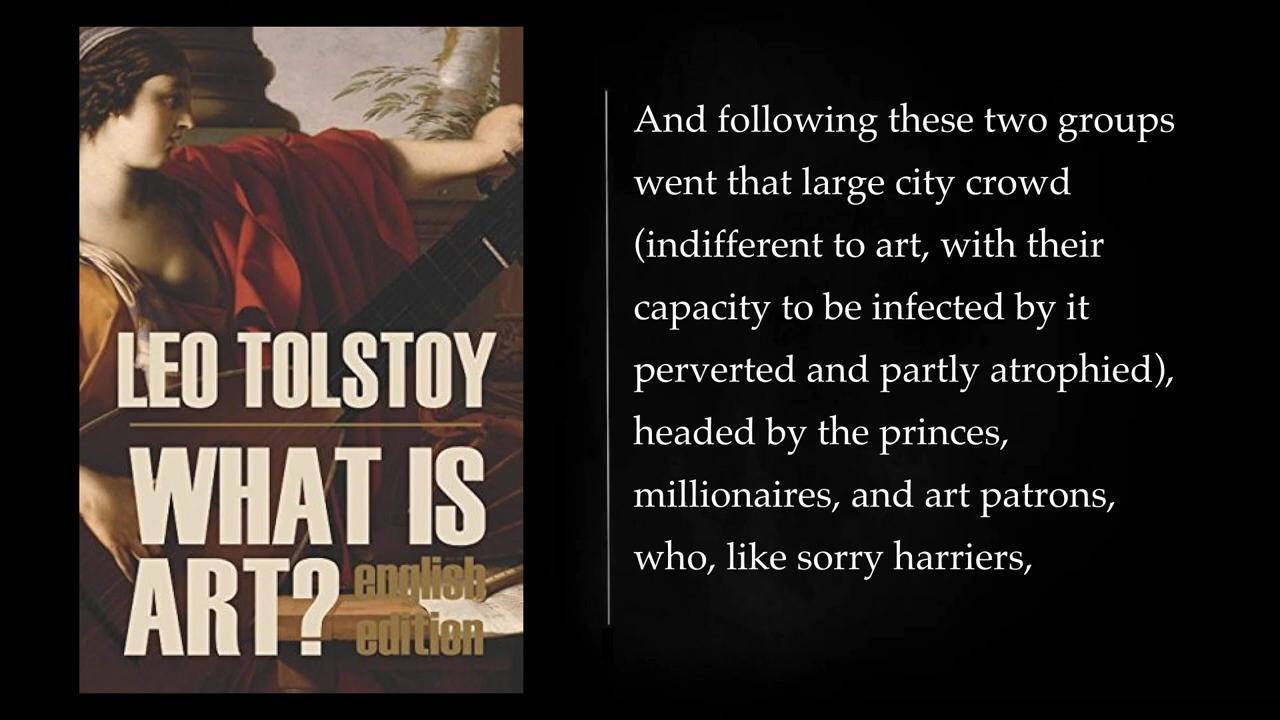 LEO TOLSTOY
WHAT IS
ART? english
edition
And following these two groups
went that large city crowd
(indifferent to art, with their
capacity to be infected by it
perverted and partly atrophied),
headed by the princes,
millionaires, and art patrons,
who, like sorry harriers,